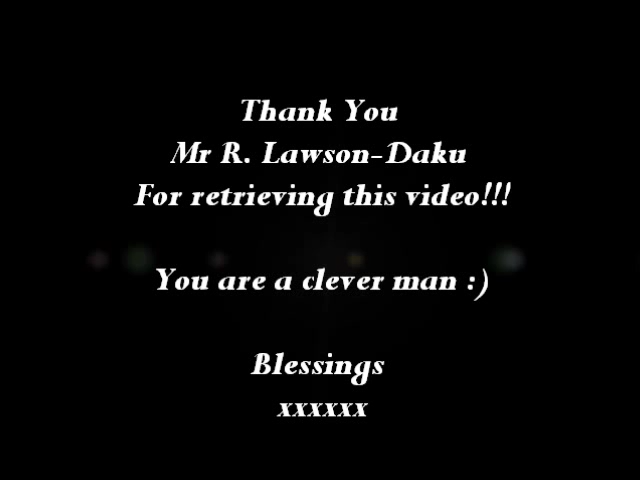 Thank You
Mr R. Lawson-Daku
For retrieving this video!!!
You are a clever man :)
Blessings
xxxxxx